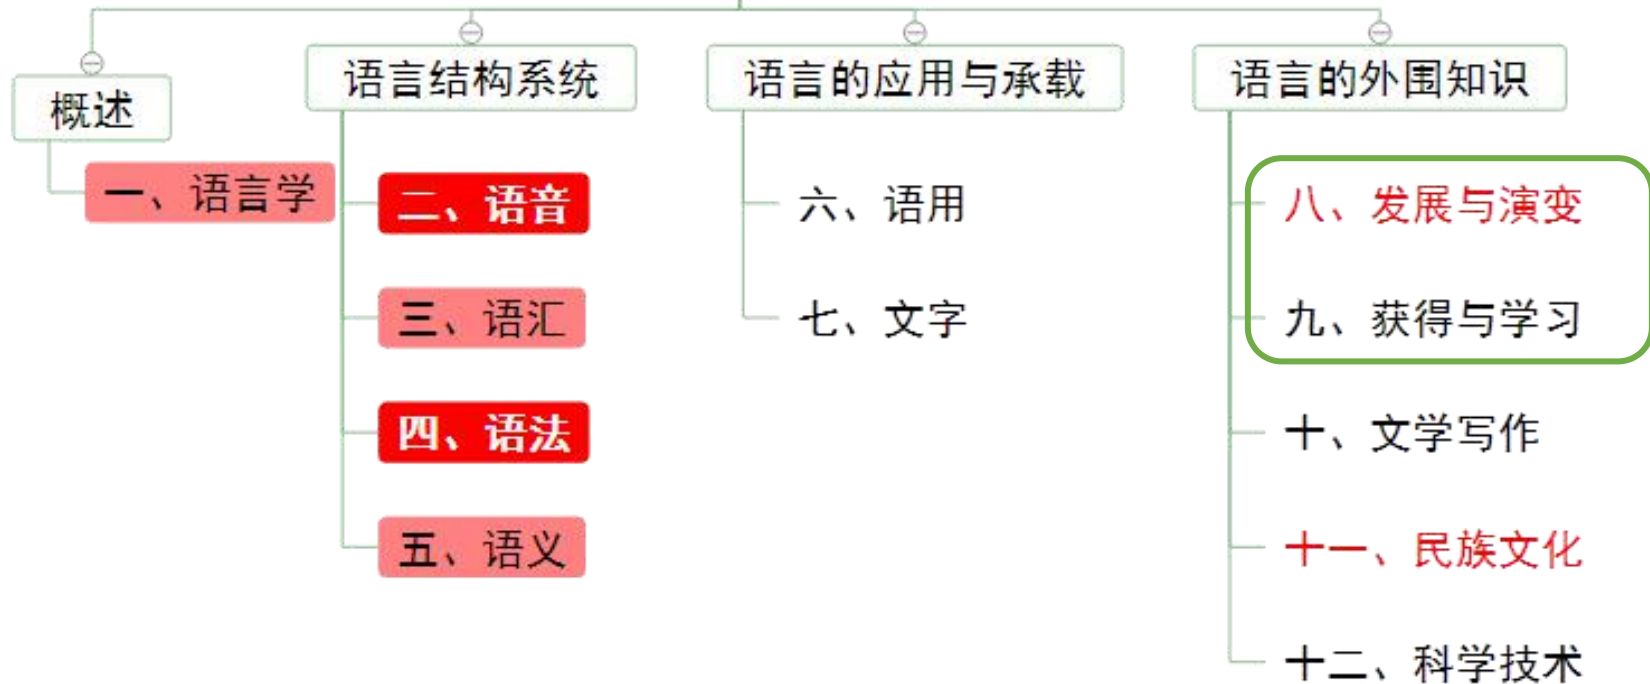 概述
一、语言学
语言结构系统
二、语音
三、语汇
四、语法
五、语义
语言的应用与承载
六、语用
七、文字
语言的外围知识
八、发展与演变
九、获得与学习
十、文学写作
十一、民族文化
十二、科学技术